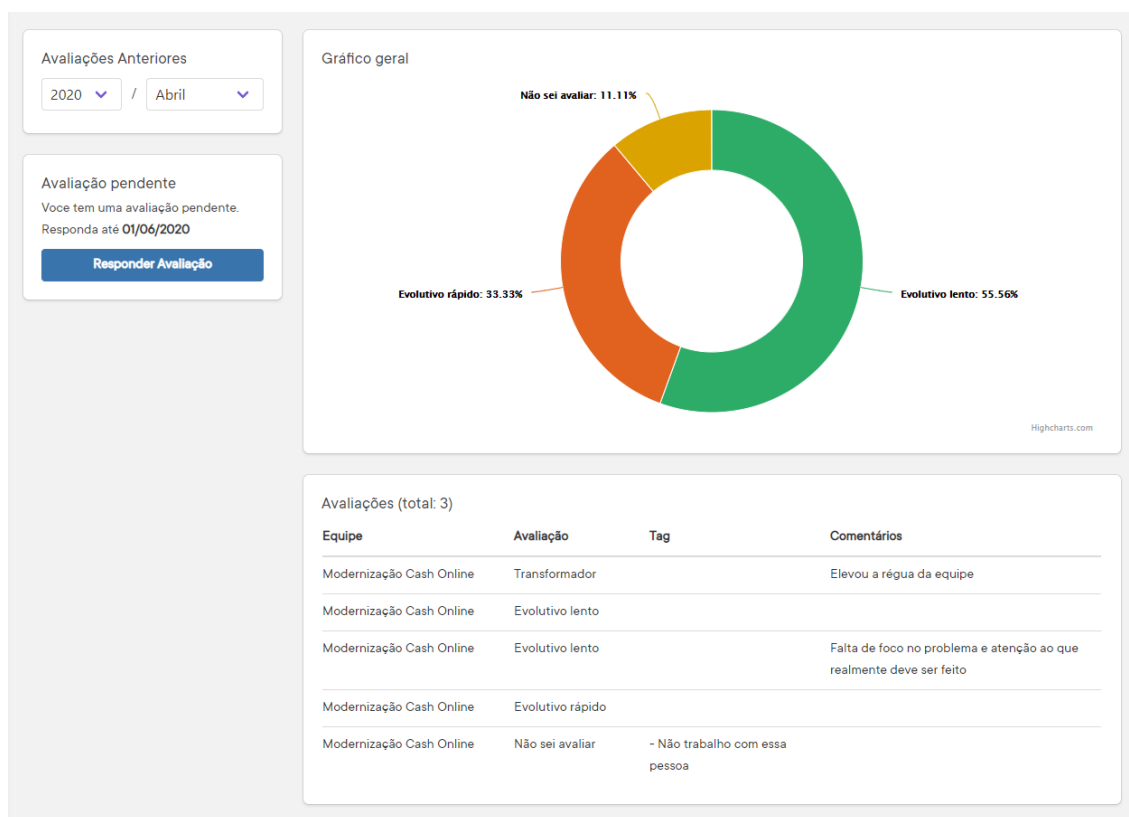 Avaliações Anteriores
2020 / Abril
Avaliação pendente
Voce tem uma avaliação pendente.
Responda até 01/06/2020
Responder Avaliação
Gráfico geral
Não sei avaliar: 11.11%
Evolutivo rápido: 33.33%
Evolutivo lento: 55.56%
Highcharts.com
Avaliações (total: 3)
Equipe Avaliação Tag Comentários
Modernização Cash Online Transformador Elevou a régua da equipe
Modernização Cash Online Evolutivo lento
Modernização Cash Online Evolutivo lento Falta de foco no problema e atenção ao que
realmente deve ser feito
Modernização Cash Online Evolutivo rápido
Modernização Cash Online Não sei avaliar - Não trabalho com essa
pessoa